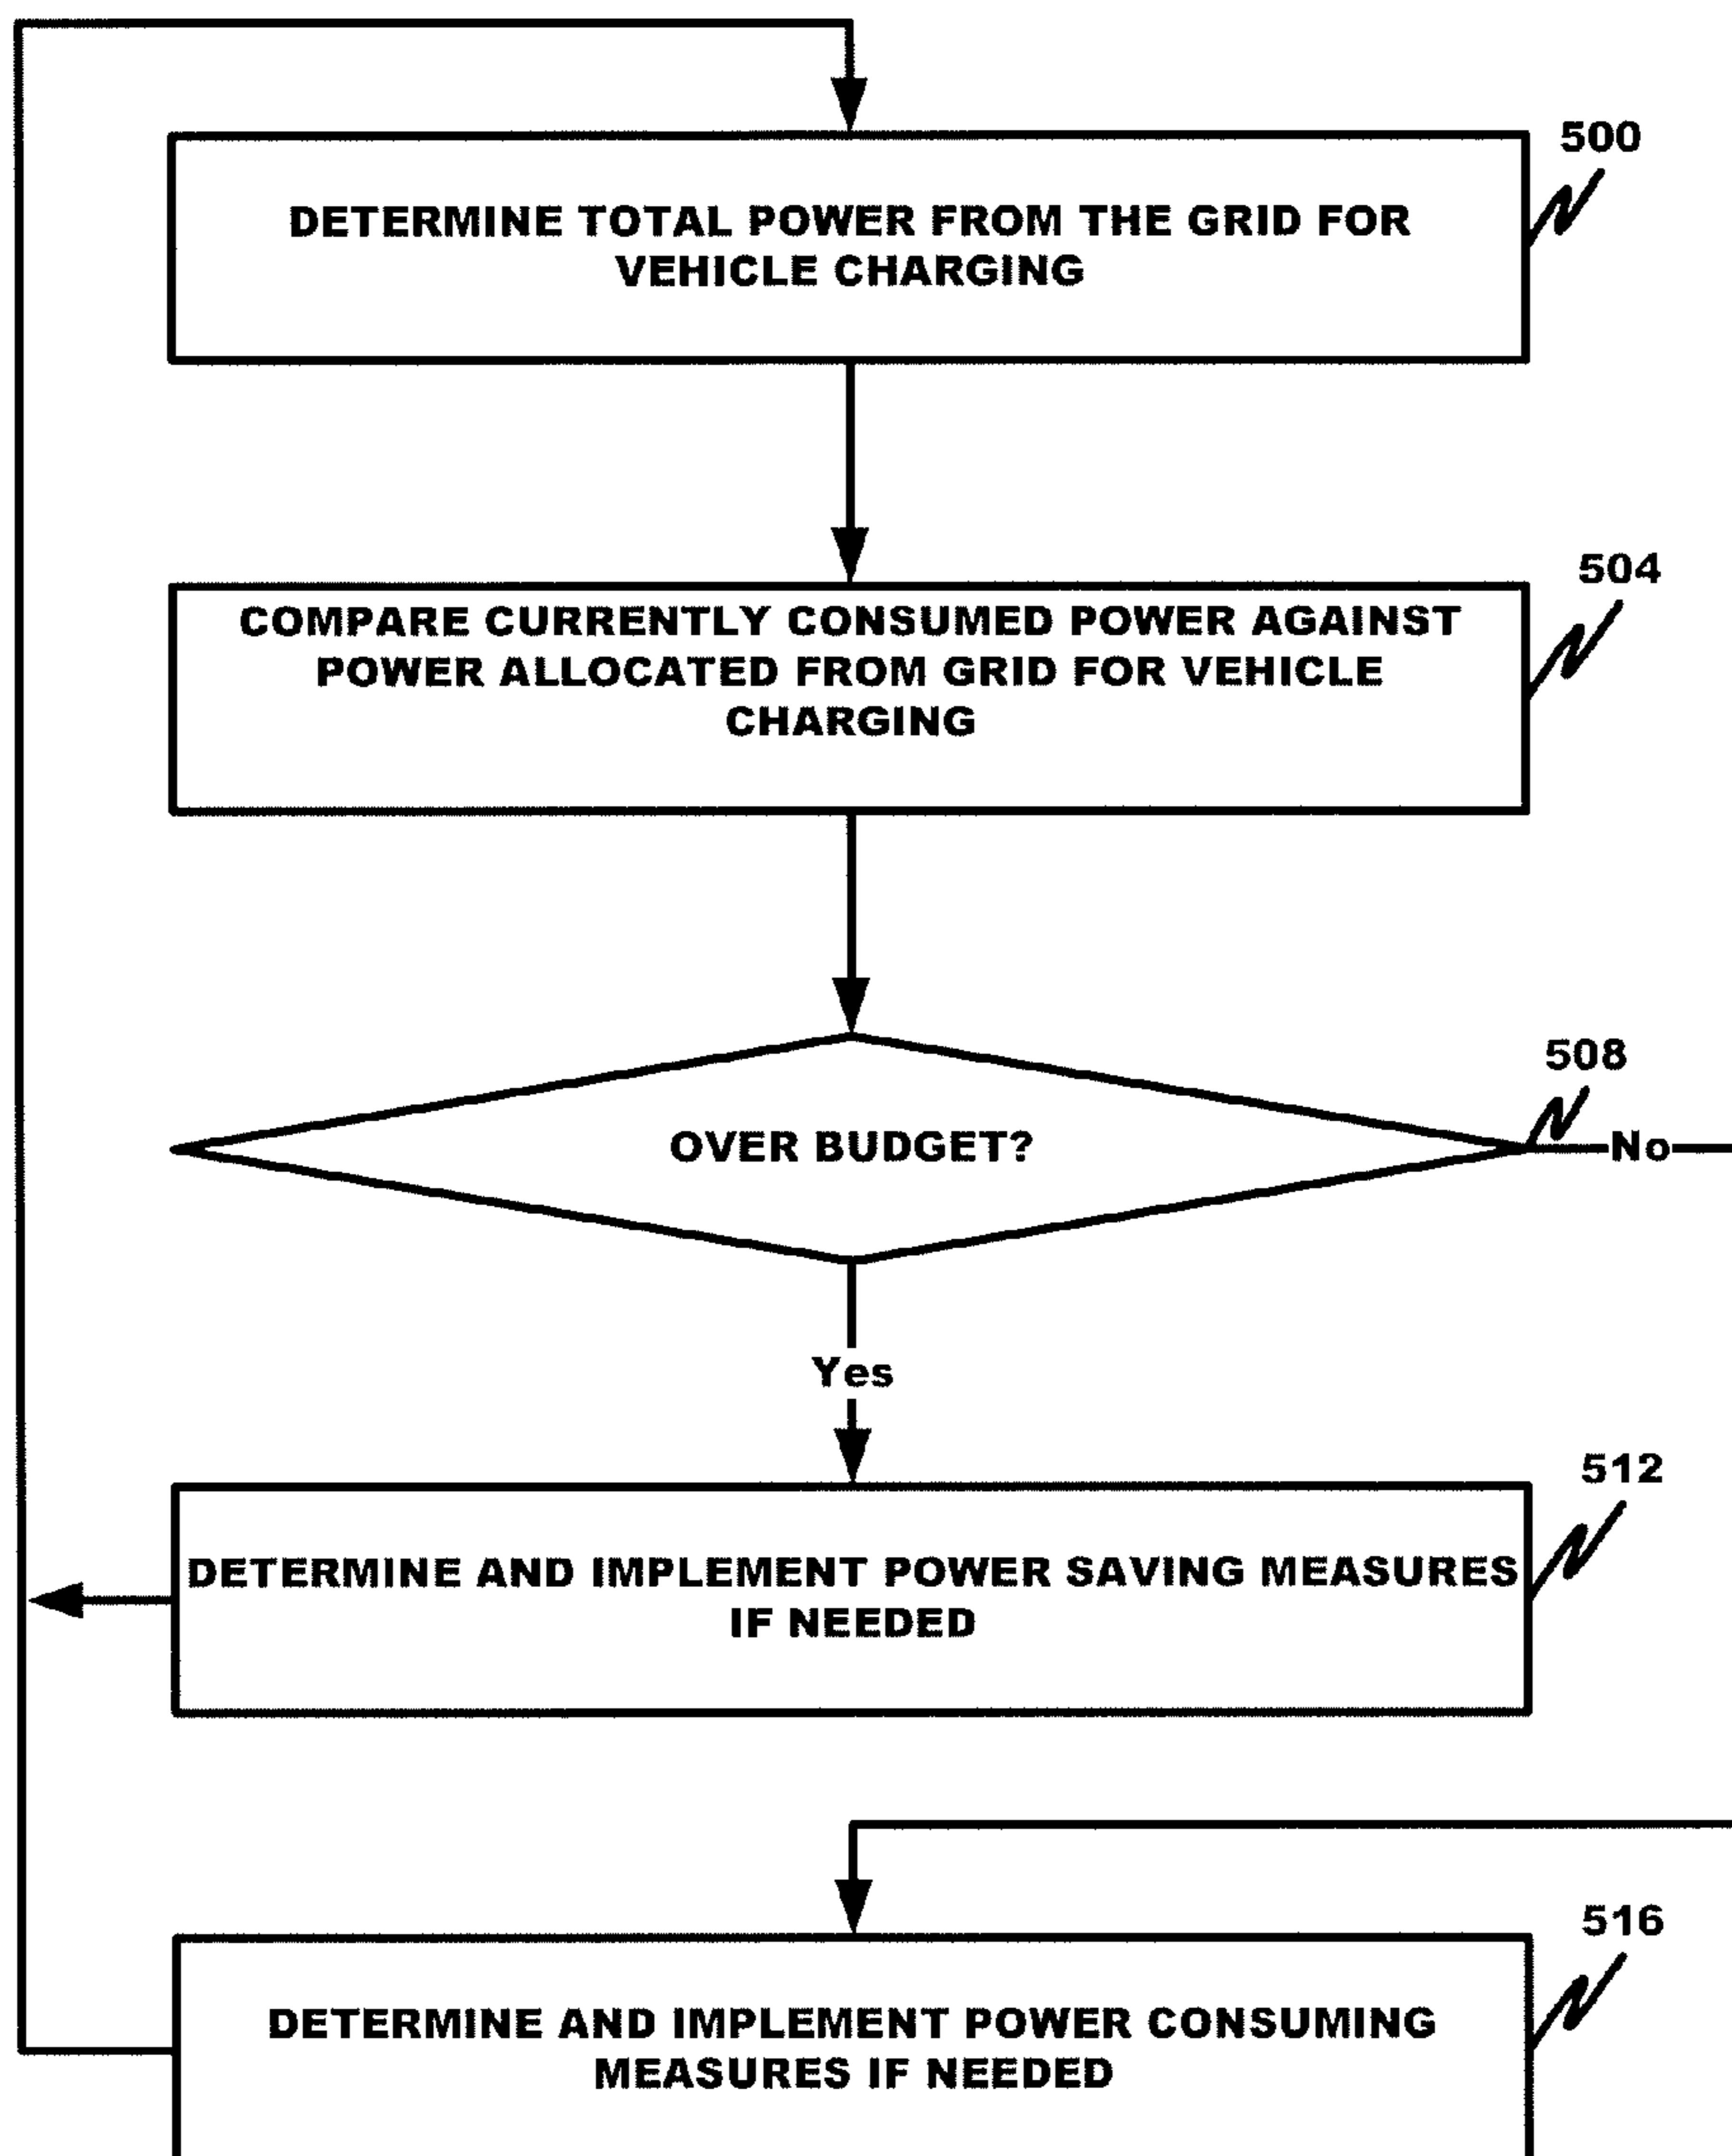 500
DETERMINE TOTAL POWER FROM THE GRID FOR
VEHICLE CHARGING
504
COMPARE CURRENTLY CONSUMED POWER AGAINST
POWER ALLOCATED FROM GRID FOR VEHICLE
CHARGING
508
OVER BUDGET?
No
Yes
512
DETERMINE AND IMPLEMENT POWER SAVING MEASURES
IF NEEDED
516
DETERMINE AND IMPLEMENT POWER CONSUMING
MEASURES IF NEEDED